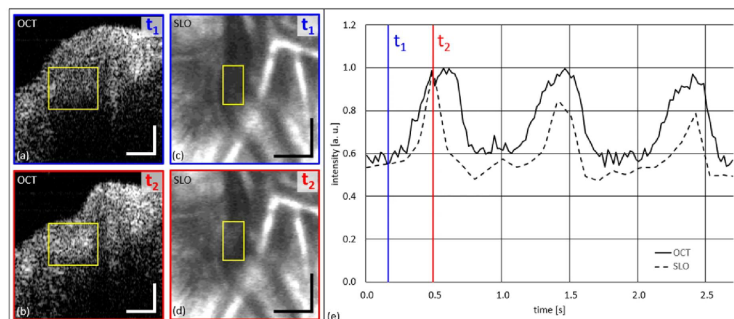 OCT
t1
(a)
SLO
t1
(c)
OCT
t2
(b)
SLO
t2
(d)
t1
t2
1.2
1.0
0.8
0.6
0.4
0.2
0.0
intensity [a. u.]
OCT
SLO
0.0
0.5
1.0
1.5
2.0
2.5
time [s]
(e)